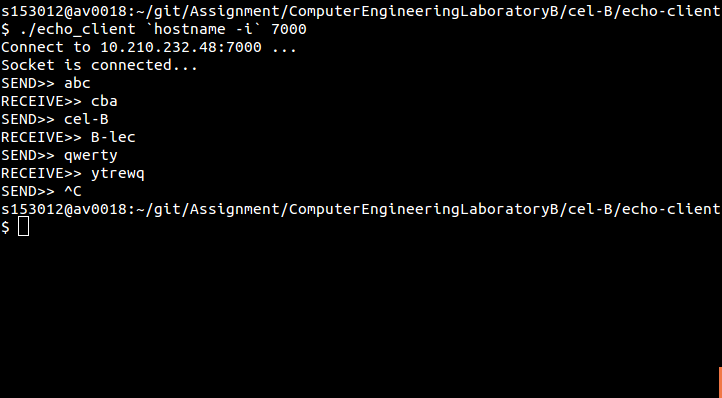 s153012@av0018:~/git/Assignment/ComputerEngineeringLaboratoryB/cel-B/echo-client
$ ./echo_client `hostname -i` 7000
Connect to 10.210.232.48:7000 ...
Socket is connected...
SEND>> abc
RECEIVE>> cba
SEND>> cel-B
RECEIVE>> B-lec
SEND>> qwerty
RECEIVE>> ytrewq
SEND>> ^C
s153012@av0018:~/git/Assignment/ComputerEngineeringLaboratoryB/cel-B/echo-client
$